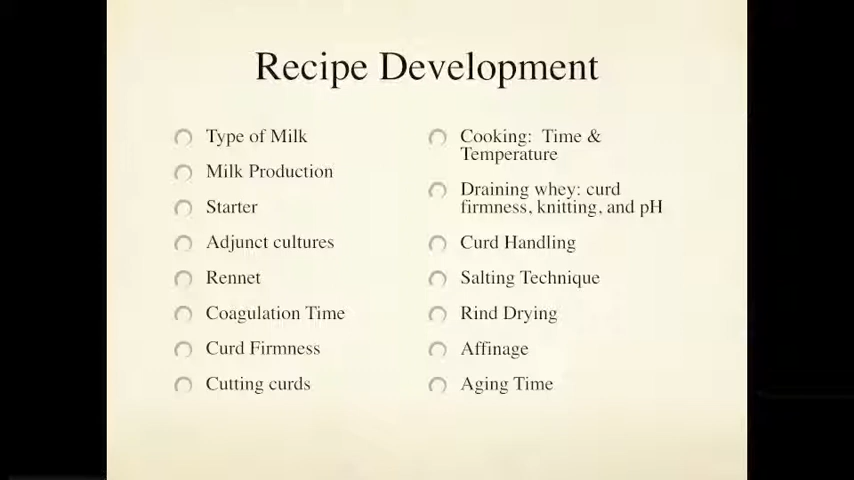 Recipe Development
Type of Milk
Milk Production
Starter
Adjunct cultures
Rennet
Coagulation Time
Curd Firmness
Cutting curds
Cooking: Time &
Temperature
Draining whey: curd
firmness, knitting, and pH
Curd Handling
Salting Technique
Rind Drying
Affinage
Aging Time